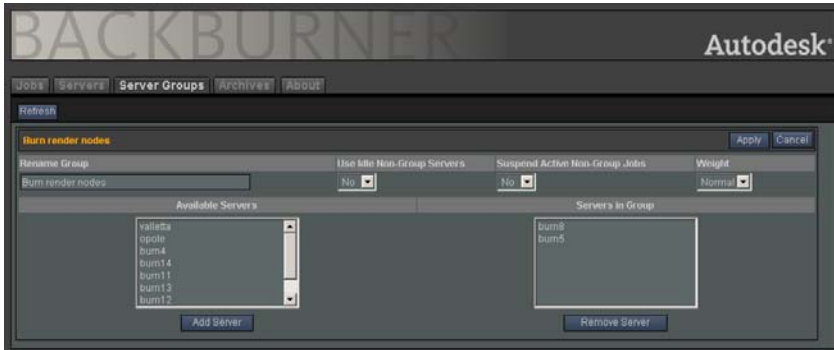 BACKBURNER
Autodesk
Jobs Servers Server Groups Archives About
Refresh
Burn render nodes Apply Cancel
Rename Group Use Idle Non-Group Servers Suspend Active Non-Group Jobs Weight
Burn render nodes No No Normal
Available Servers Servers in Group
valletta burn8
opole burn5
burn4
burn14
burn11
burn13
burn12
Add Server Remove Server